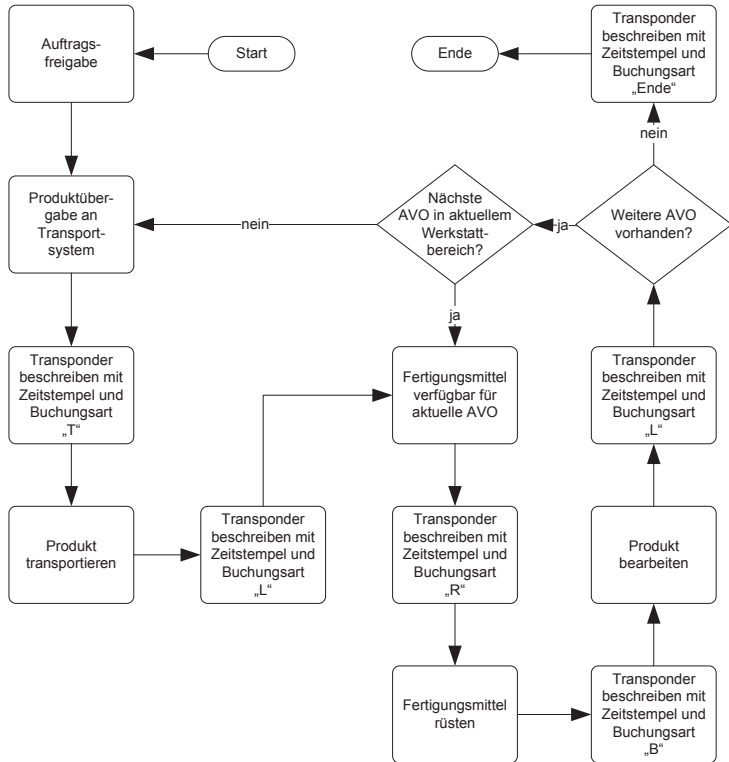 Auftrags-
freigabe
Start
Ende
Transponder
beschreiben mit
Zeitstempel und
Buchungsart
„Ende“
nein
Produktüber-
gabe an
Transport-
system
nein
Nächste
AVO in aktuellem
Werkstatt-
bereich?
ja
Weitere AVO
vorhanden?
ja
Transponder
beschreiben mit
Zeitstempel und
Buchungsart
„T“
Fertigungsmittel
verfügbar für
aktuelle AVO
Transponder
beschreiben mit
Zeitstempel und
Buchungsart
„L“
Produkt
transportieren
Transponder
beschreiben mit
Zeitstempel und
Buchungsart
„L“
Transponder
beschreiben mit
Zeitstempel und
Buchungsart
„R“
Produkt
bearbeiten
Fertigungsmittel
rüsten
Transponder
beschreiben mit
Zeitstempel und
Buchungsart
„B“